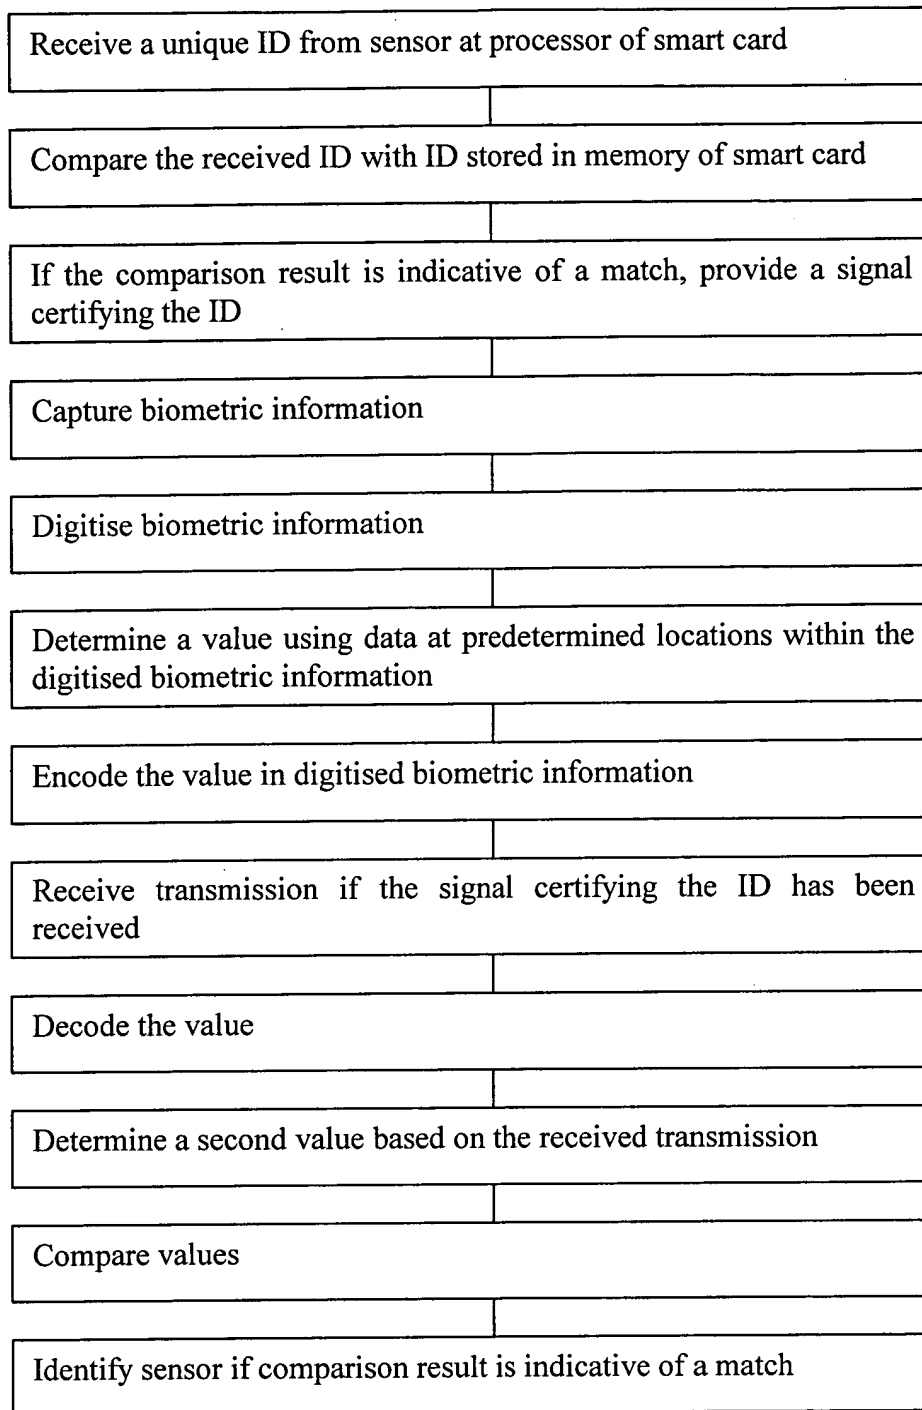 Receive a unique ID from sensor at processor of smart card
Compare the received ID with ID stored in memory of smart card
If the comparison result is indicative of a match, provide a signal
certifying the ID
Capture biometric information
Digitise biometric information
Determine a value using data at predetermined locations within the
digitised biometric information
Encode the value in digitised biometric information
Receive transmission if the signal certifying the ID has been
received
Decode the value
Determine a second value based on the received transmission
Compare values
Identify sensor if comparison result is indicative of a match